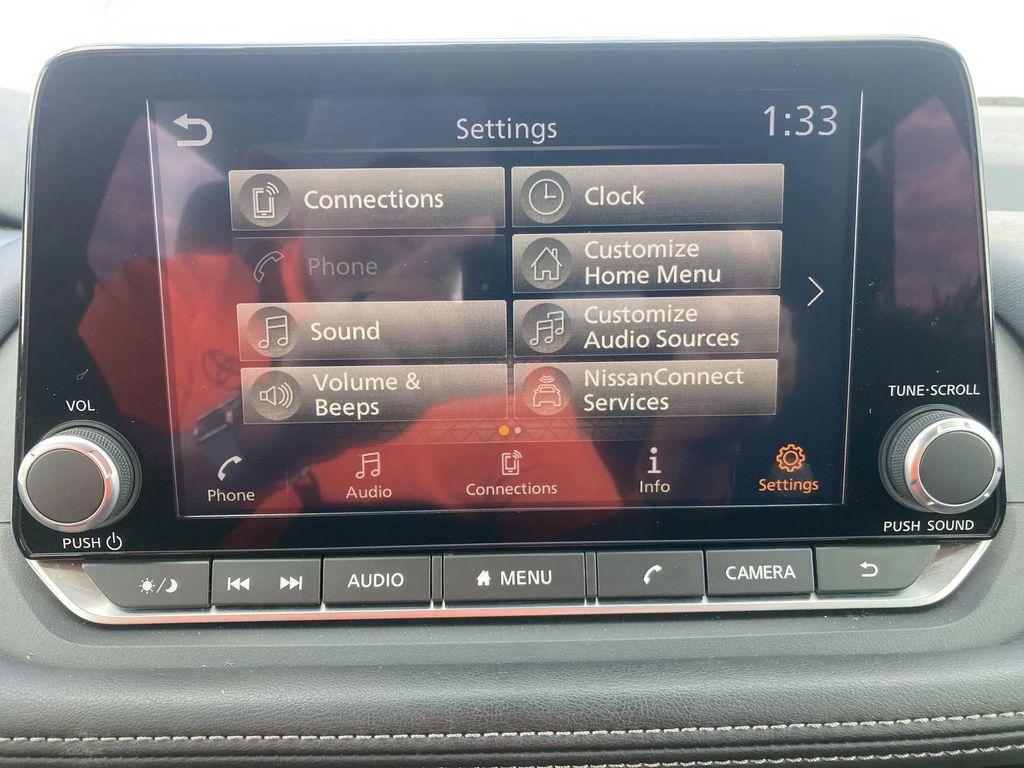 Settings
1:33
Connections
Clock
Phone
Customize
Home Menu
Sound
Customize
Audio Sources
Volume &
Beeps
NissanConnect
Services
VOL
TUNE·SCROLL
Phone
Audio
Connections
Info
Settings
PUSH
PUSH SOUND
AUDIO
MENU
CAMERA